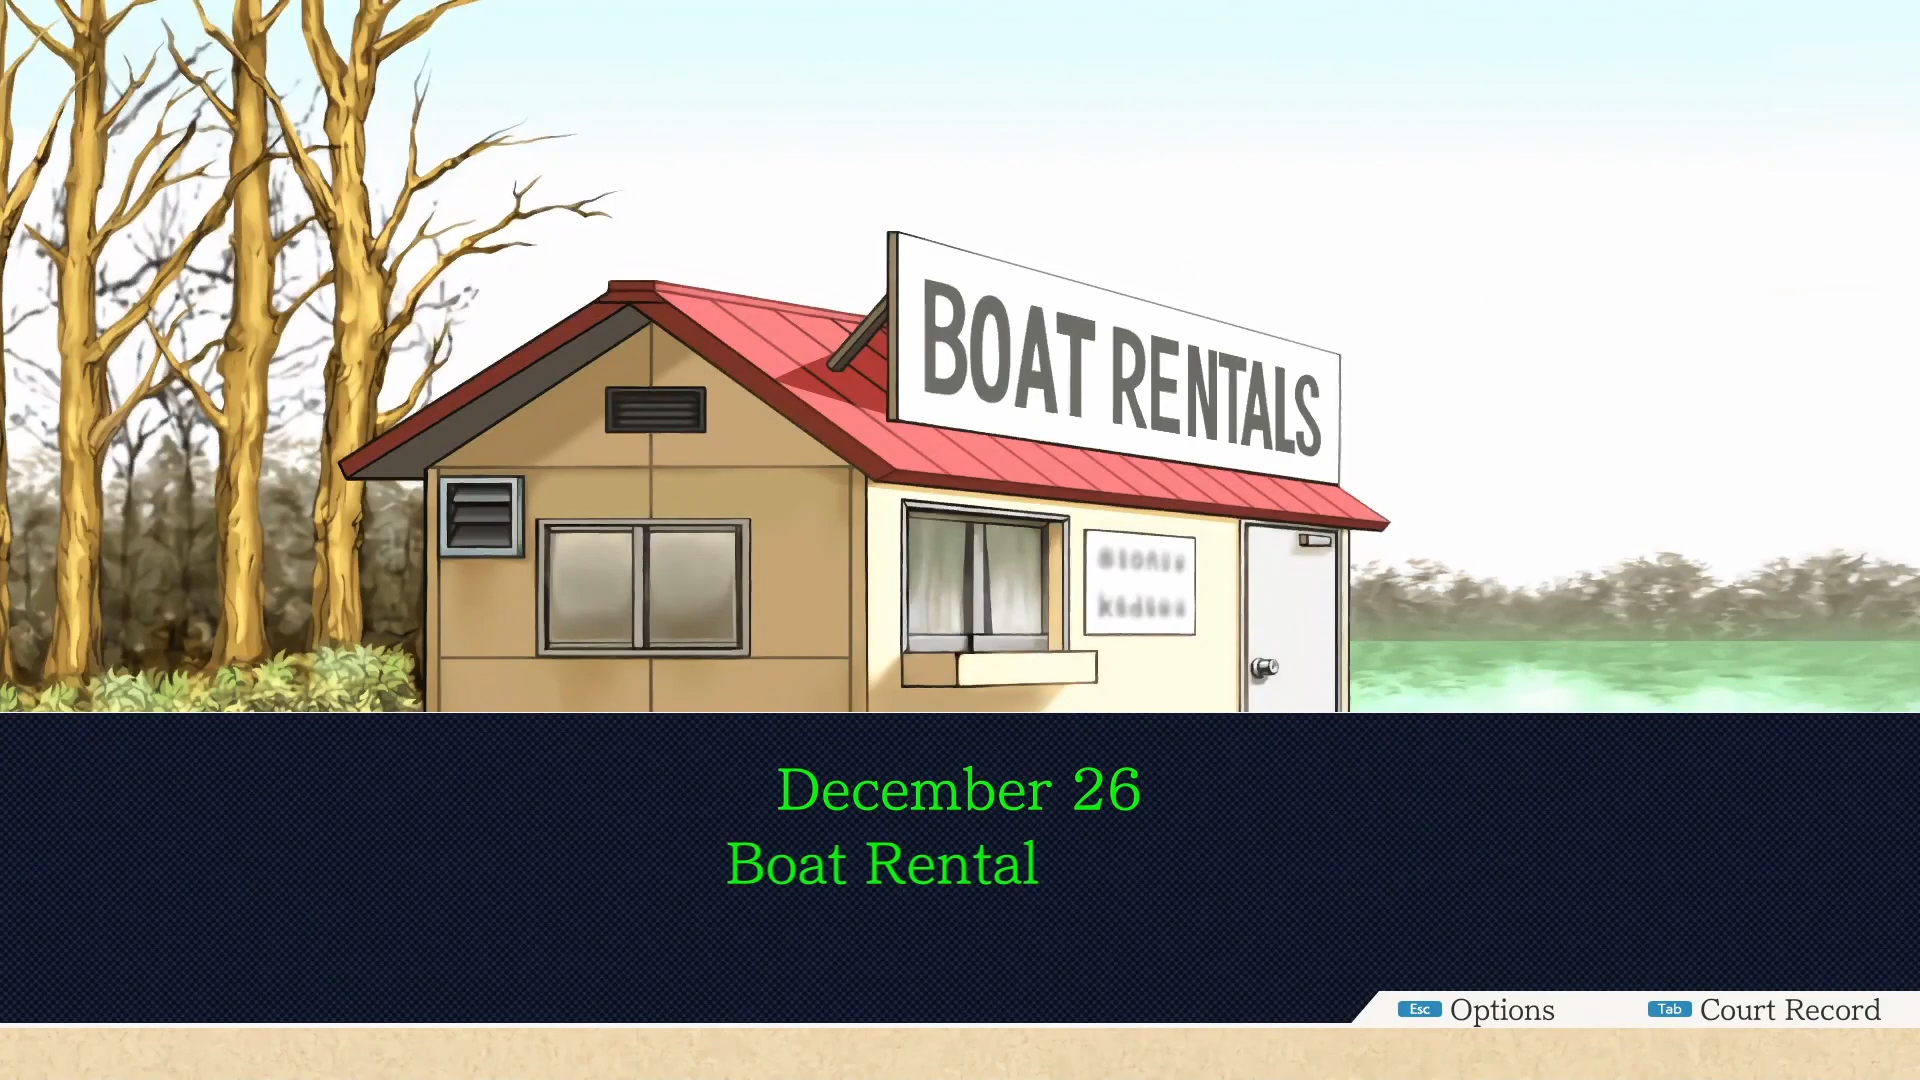 BOAT RENTALS
December 26
Boat Rental
Esc Options Tab Court Record